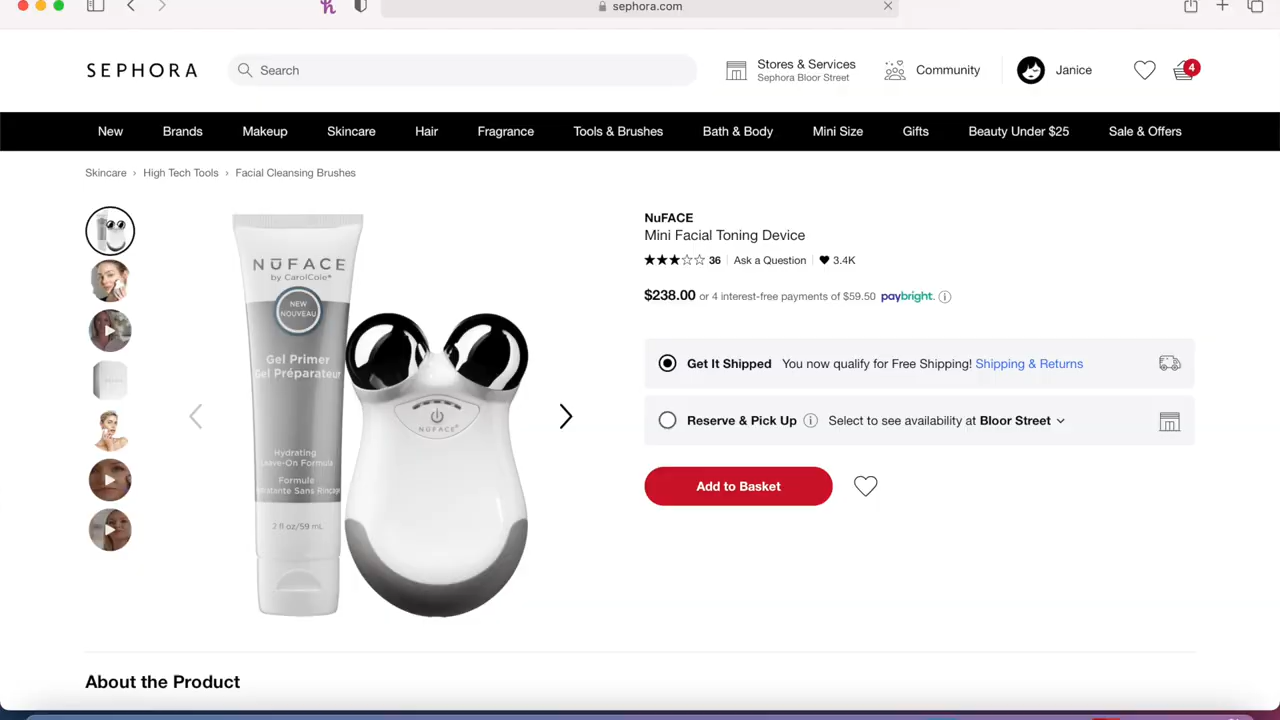 sephora.com
SEPHORA
Search
Stores & Services
Sephora Bloor Street
Community
Janice
4
New Brands Makeup Skincare Hair Fragrance Tools & Brushes Bath & Body Mini Size Gifts Beauty Under $25 Sale & Offers
Skincare › High Tech Tools › Facial Cleansing Brushes
NuFACE
Mini Facial Toning Device
36 Ask a Question 3.4K
$238.00 or 4 interest-free payments of $59.50 paybright.
Get It Shipped You now qualify for Free Shipping! Shipping & Returns
Reserve & Pick Up Select to see availability at Bloor Street
Add to Basket
NŪFACE
by CarolCole®
NEW
NOUVEAU
Gel Primer
Gel Préparateur
Hydrating
Leave-On Formula
Formule
Sans
2 fl oz/59 mL
NŪFACE®
About the Product